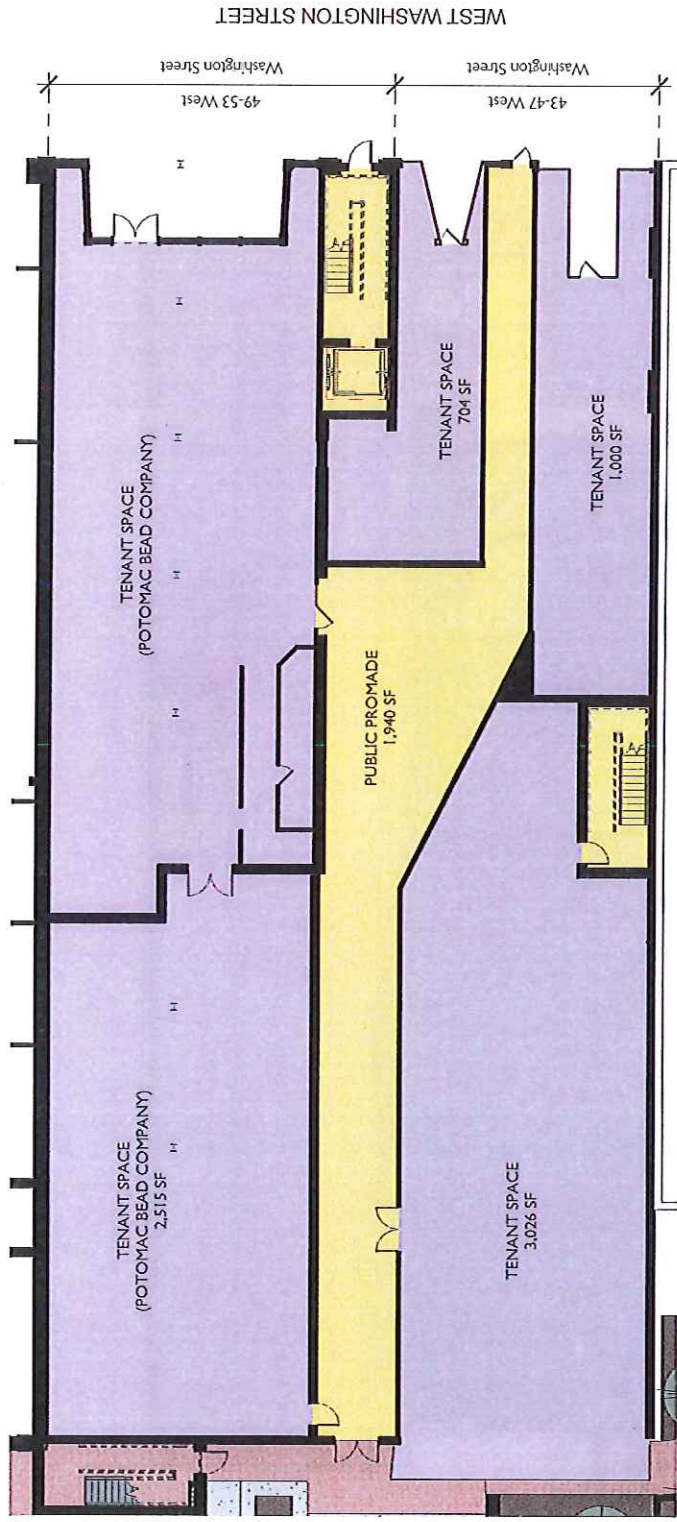 WEST WASHINGTON STREET
49-53 West
Washington Street
43-47 West
Washington Street
TENANT SPACE
(POTOMAC BEAD COMPANY)
TENANT SPACE
704 SF
TENANT SPACE
1,000 SF
PUBLIC PROMADE
1,940 SF
TENANT SPACE
(POTOMAC BEAD COMPANY)
2,515 SF
TENANT SPACE
3,026 SF